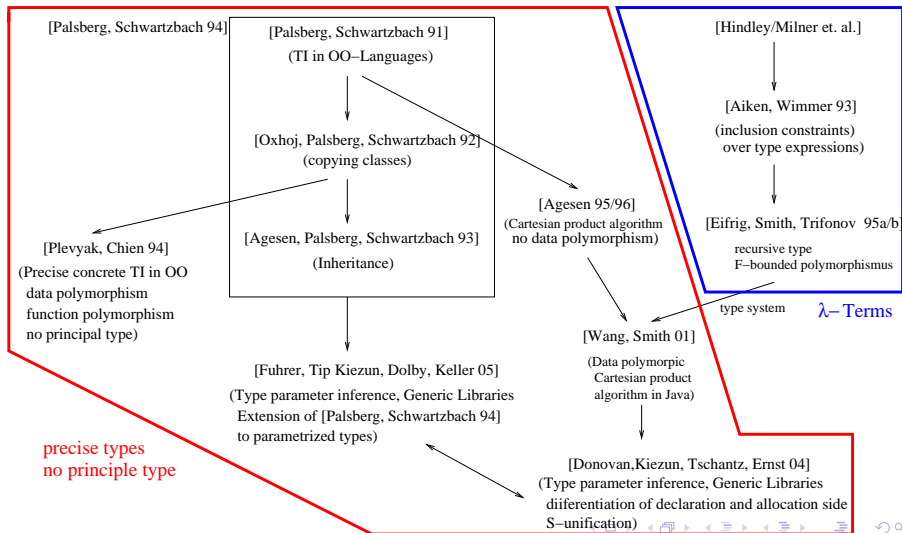 [Palsberg, Schwartzbach 94]
[Palsberg, Schwartzbach 91]
(TI in OO−Languages)
[Hindley/Milner et. al.]
[Aiken, Wimmer 93]
(inclusion constraints)
over type expressions)
[Oxhoj, Palsberg, Schwartzbach 92]
(copying classes)
[Agesen 95/96]
(Cartesian product algorithm
no data polymorphism)
[Eifrig, Smith, Trifonov 95a/b]
recursive type
F−bounded polymorphismus
[Plevyak, Chien 94]
(Precise concrete TI in OO
data polymorphism
function polymorphism
no principal type)
[Agesen, Palsberg, Schwartzbach 93]
(Inheritance)
type system
λ− Terms
[Wang, Smith 01]
(Data polymorpic
Cartesian product
algorithm in Java)
[Fuhrer, Tip Kiezun, Dolby, Keller 05]
(Type parameter inference, Generic Libraries
Extension of [Palsberg, Schwartzbach 94]
to parametrized types)
precise types
no principle type
[Donovan,Kiezun, Tschantz, Ernst 04]
(Type parameter inference, Generic Libraries
diifferentiation of declaration and allocation side
S−unification)